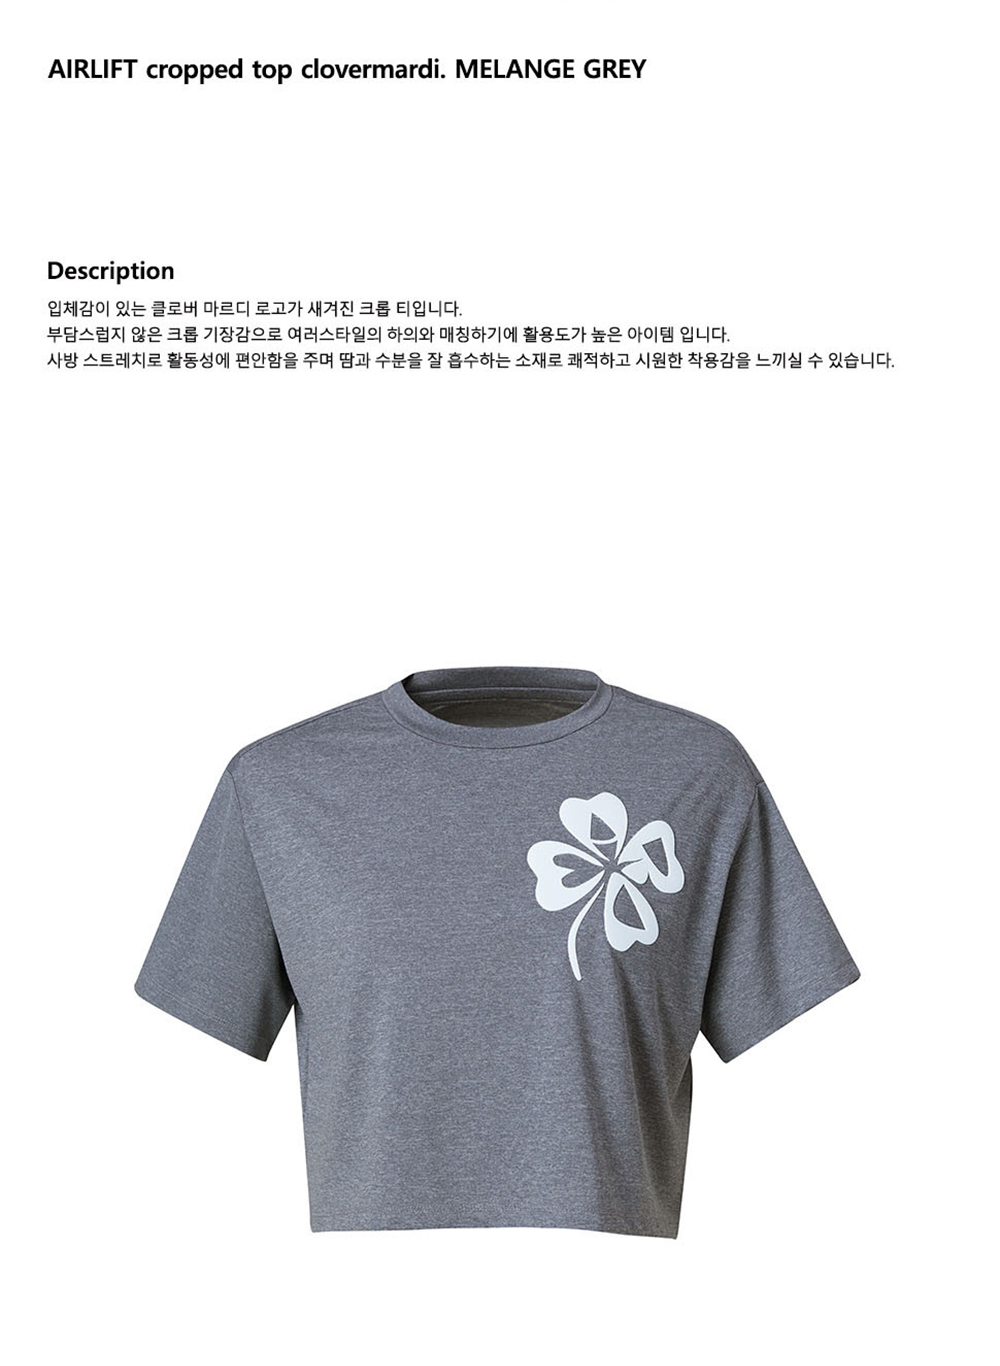 AIRLIFT cropped top clovermardi. MELANGE GREY
Description
입체감이 있는 클로버 마르디 로고가 새겨진 크롭 티입니다.
부담스럽지 않은 크롭 기장감으로 여러스타일의 하의와 매칭하기에 활용도가 높은 아이템 입니다.
사방 스트레치로 활동성에 편안함을 주며 땀과 수분을 잘 흡수하는 소재로 쾌적하고 시원한 착용감을 느끼실 수 있습니다.